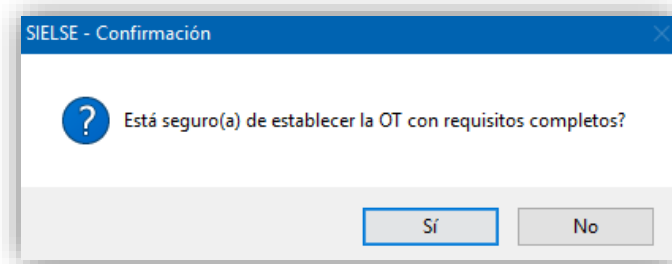 SIELSE - Confirmación
Está seguro(a) de establecer la OT con requisitos completos?
Sí
No